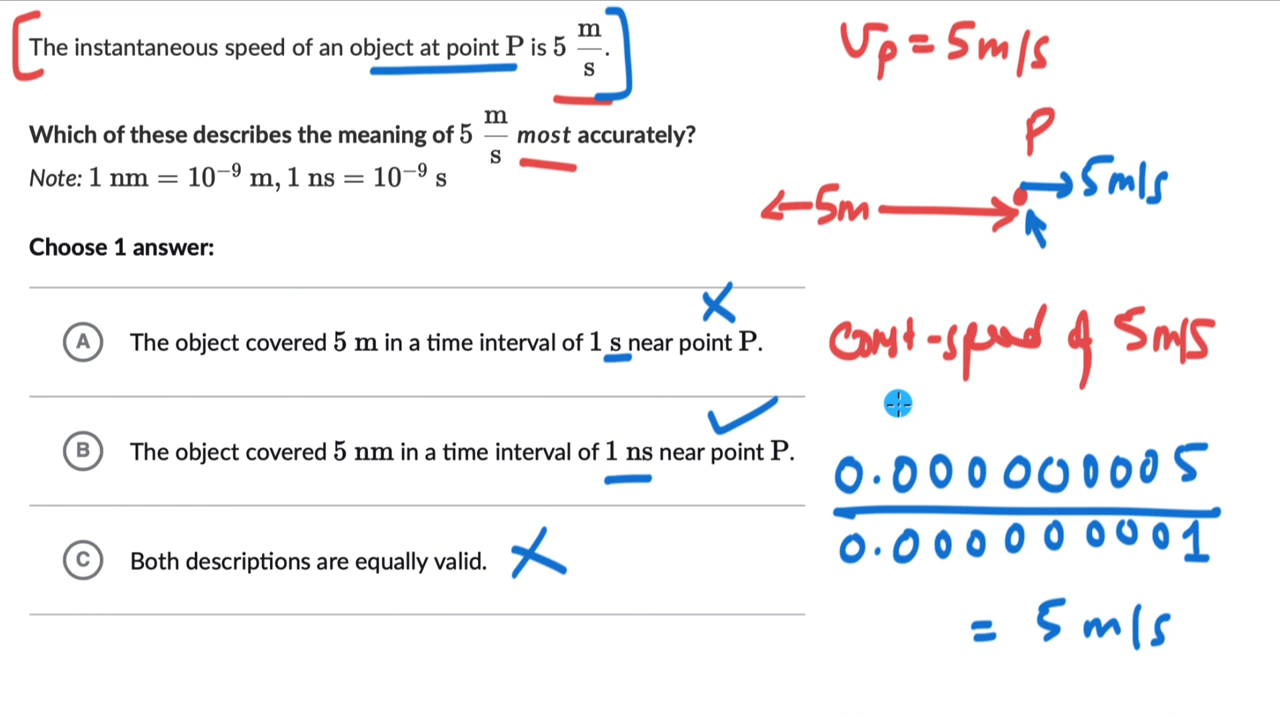 The instantaneous speed of an object at point P is 5 m/s.
Which of these describes the meaning of 5 m/s most accurately?
Note: 1 nm = 10⁻⁹ m, 1 ns = 10⁻⁹ s
Choose 1 answer:
A The object covered 5 m in a time interval of 1 s near point P.
B The object covered 5 nm in a time interval of 1 ns near point P.
C Both descriptions are equally valid.
Vp = 5m/s
P
5m/s
5m
const-speed of 5m/s
0.000000005
0.000000001
= 5 m/s